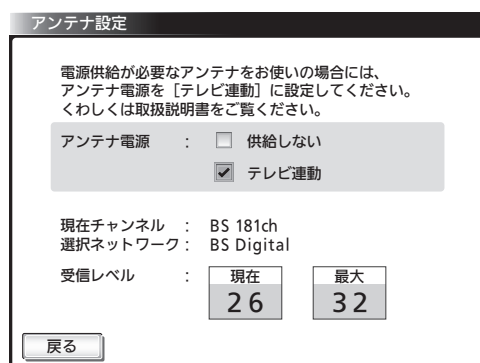 アンテナ設定
電源供給が必要なアンテナをお使いの場合には、
アンテナ電源を［テレビ連動］に設定してください。
くわしくは取扱説明書をご覧ください。
アンテナ電源 : 供給しない
テレビ連動
現在チャンネル : BS 181ch
選択ネットワーク : BS Digital
受信レベル : 現在 最大
26 32
戻る